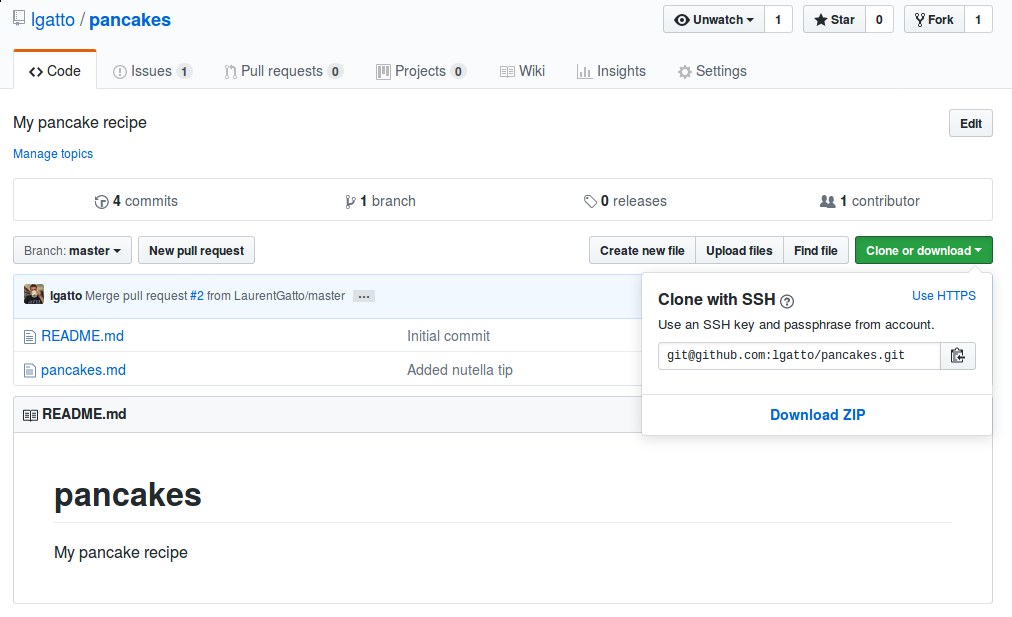 lgatto / pancakes
Unwatch 1 Star 0 Fork 1
Code Issues 1 Pull requests 0 Projects 0 Wiki Insights Settings
My pancake recipe Edit
Manage topics
4 commits 1 branch 0 releases 1 contributor
Branch: master New pull request Create new file Upload files Find file Clone or download
lgatto Merge pull request #2 from LaurentGatto/master ...
README.md Initial commit
pancakes.md Added nutella tip
Clone with SSH ? Use HTTPS
Use an SSH key and passphrase from account.
git@github.com:lgatto/pancakes.git
Download ZIP
README.md
pancakes
My pancake recipe